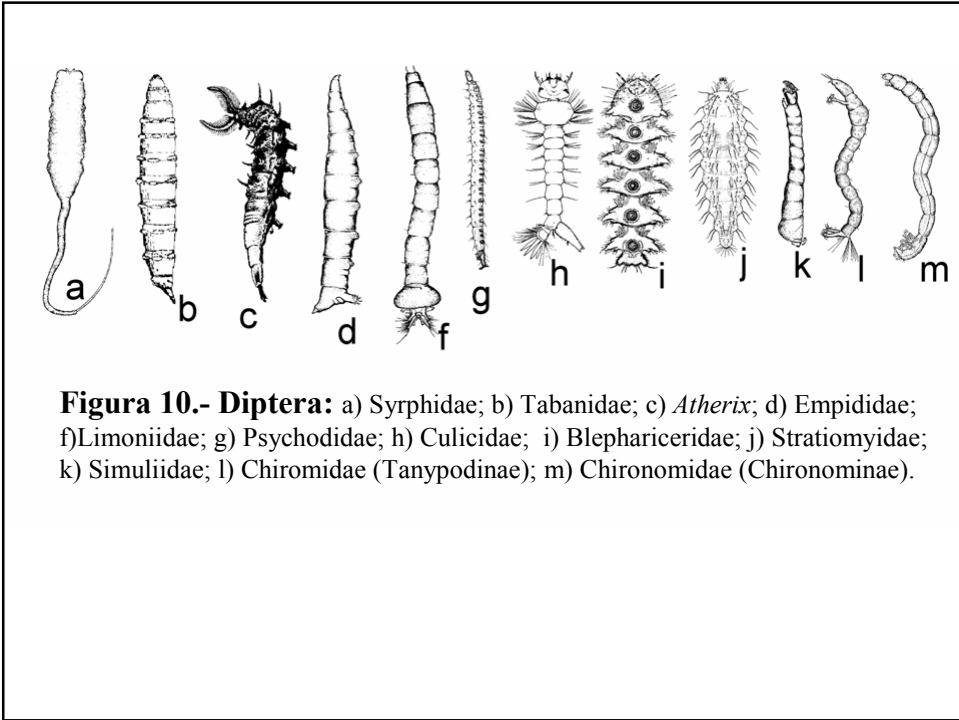 a
b
c
d
f
g
h
i
j
k
l
m
Figura 10.- Diptera: a) Syrphidae; b) Tabanidae; c) Atherix; d) Empididae;
f)Limoniidae; g) Psychodidae; h) Culicidae; i) Blephariceridae; j) Stratiomyidae;
k) Simuliidae; l) Chiromidae (Tanypodinae); m) Chironomidae (Chironominae).